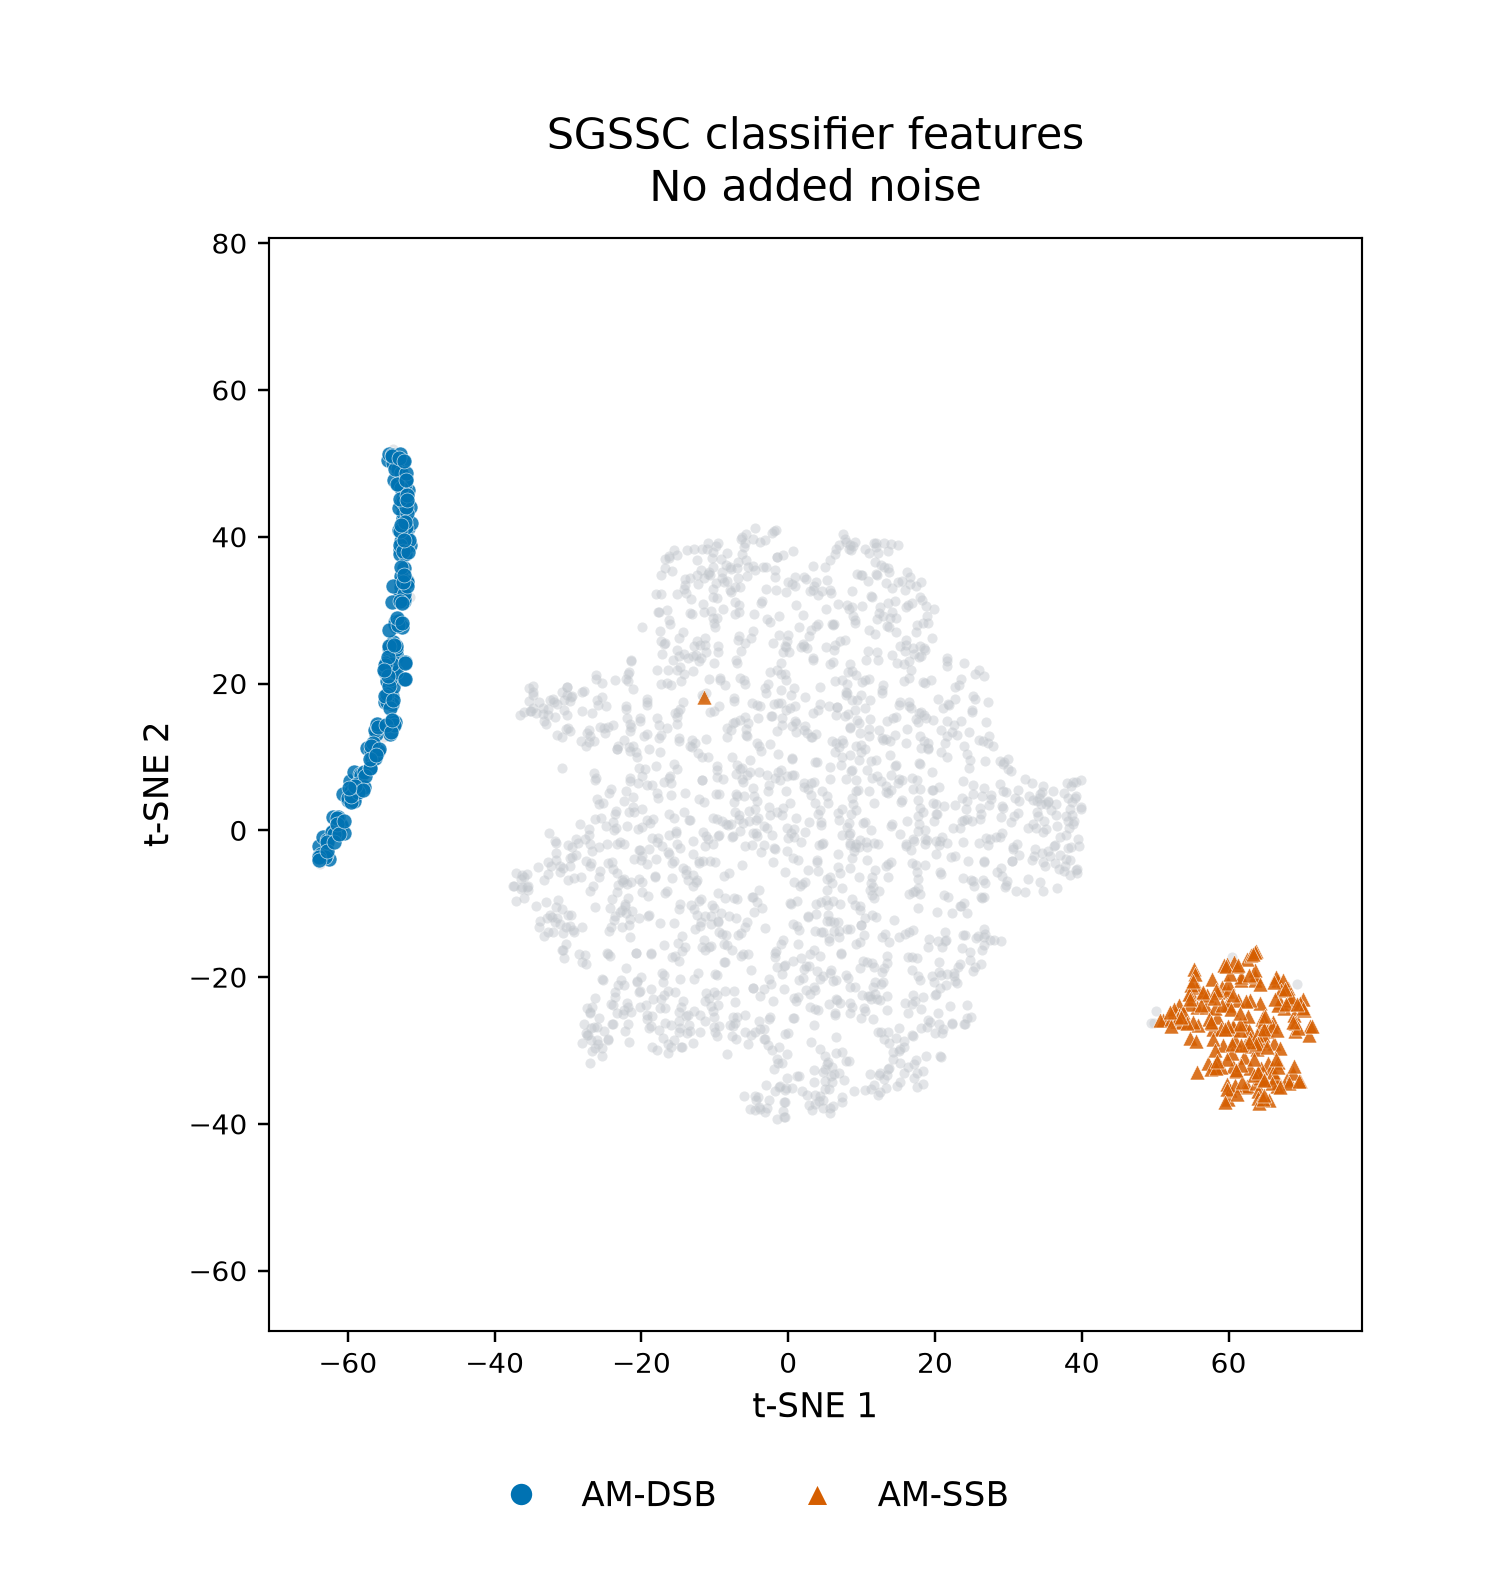 SGSSC classifier features
No added noise
80
60
40
20
0
−20
−40
−60
t-SNE 2
−60 −40 −20 0 20 40 60
t-SNE 1
AM-DSB AM-SSB